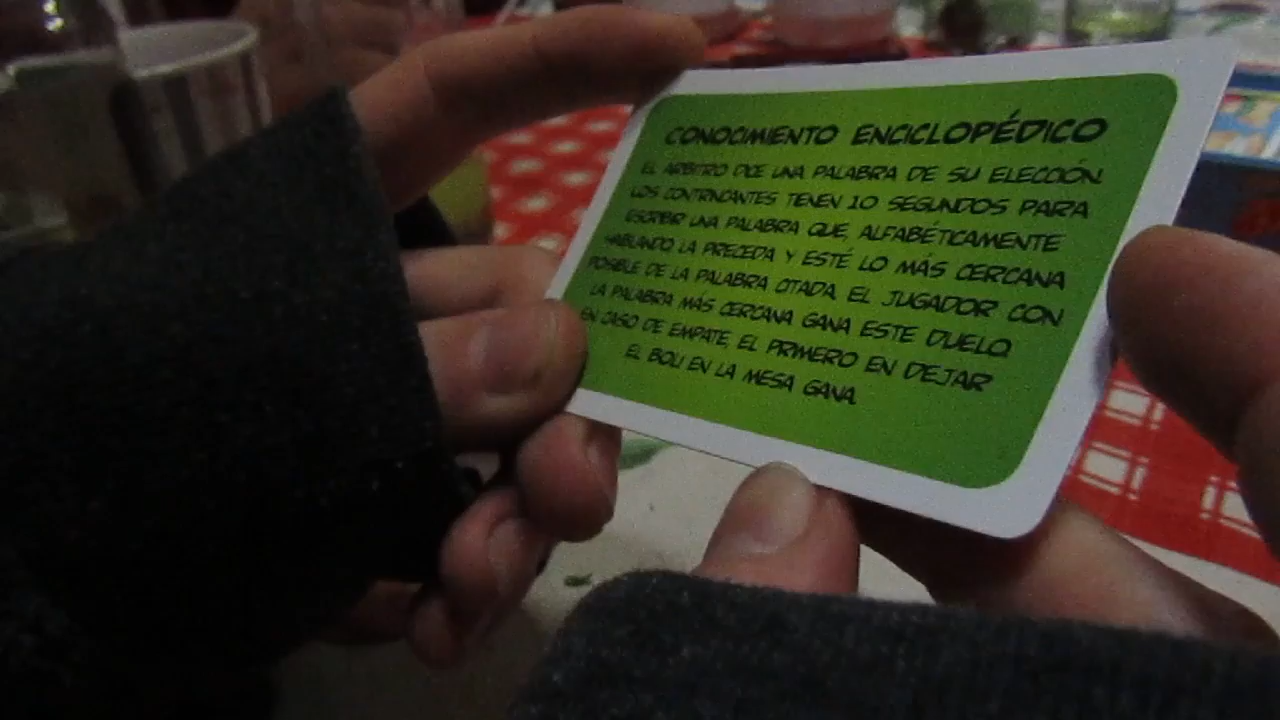 CONOCIMIENTO ENCICLOPÉDICO
EL ÁRBITRO DICE UNA PALABRA DE SU ELECCIÓN.
LOS CONTRINCANTES TIENEN 10 SEGUNDOS PARA
ESCRIBIR UNA PALABRA QUE, ALFABÉTICAMENTE
HABLANDO LA PRECEDA Y ESTÉ LO MÁS CERCANA
POSIBLE DE LA PALABRA CITADA. EL JUGADOR CON
LA PALABRA MÁS CERCANA GANA ESTE DUELO.
EN CASO DE EMPATE, EL PRIMERO EN DEJAR
EL BOLI EN LA MESA GANA.